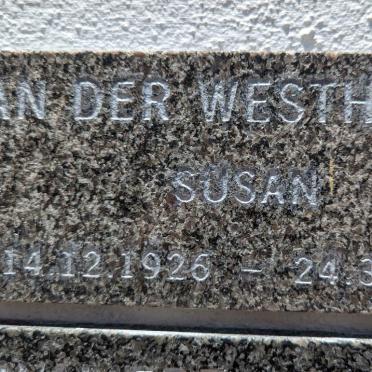 AN DER WESTH
SUSAN
14.12.1926 - 24.3